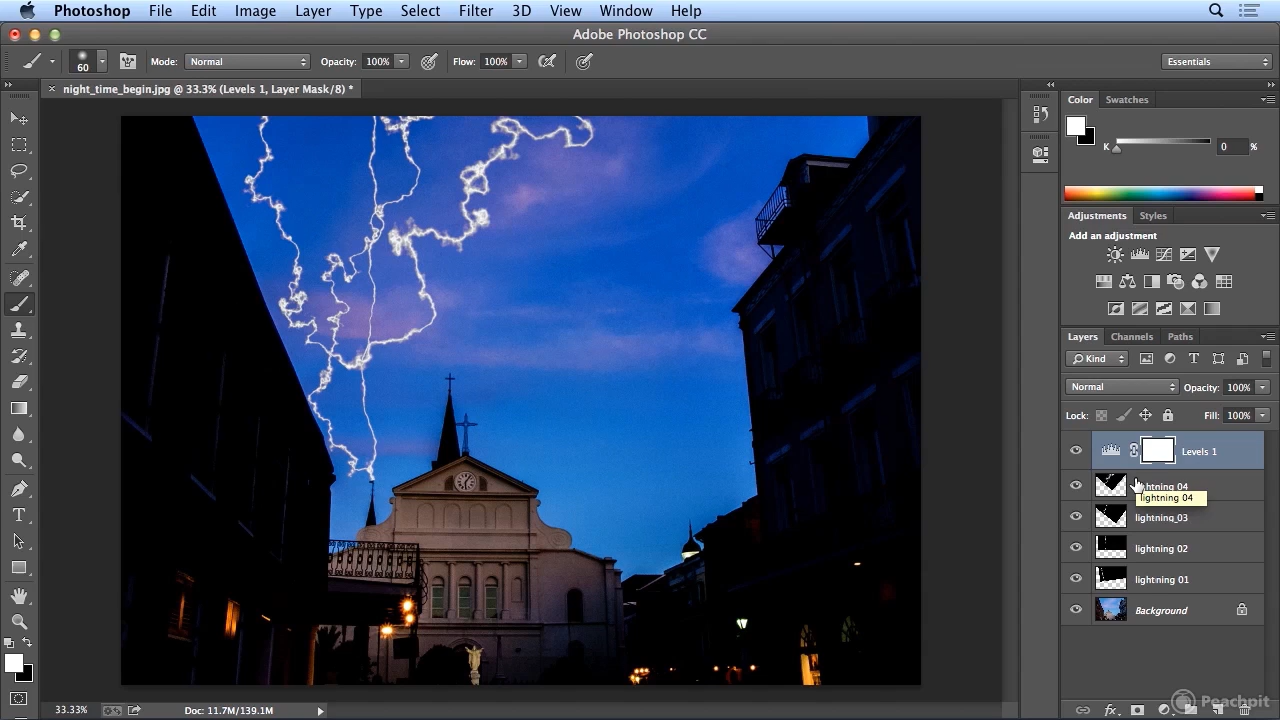 Photoshop File Edit Image Layer Type Select Filter 3D View Window Help
Adobe Photoshop CC
60 Mode: Normal Opacity: 100% Flow: 100% Essentials
× night_time_begin.jpg @ 33.3% (Levels 1, Layer Mask/8) *
Color Swatches
K 0 %
Adjustments Styles
Add an adjustment
Layers Channels Paths
Kind
Normal Opacity: 100%
Lock: Fill: 100%
Levels 1
lightning 04
lightning_03
lightning 02
lightning 01
Background
33.33% Doc: 11.7M/139.1M
Peachpit